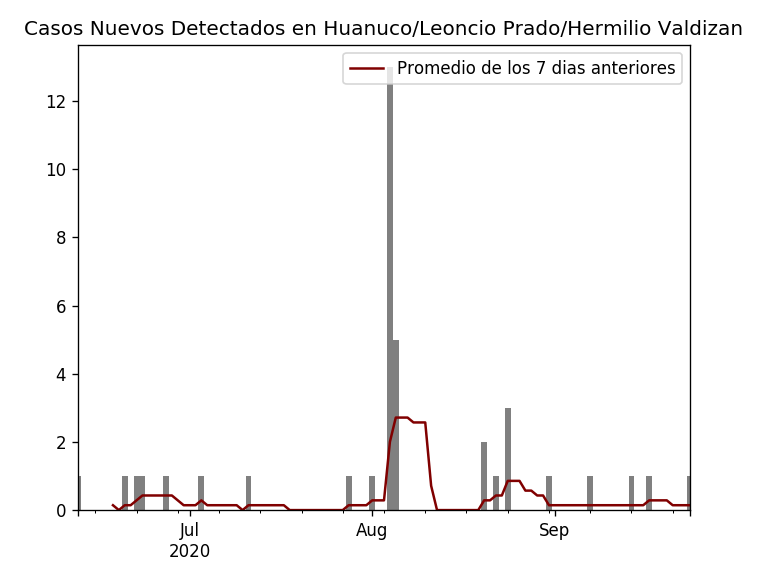 Casos Nuevos Detectados en Huanuco/Leoncio Prado/Hermilio Valdizan
Promedio de los 7 dias anteriores
12
10
8
6
4
2
0
Jul
Aug
Sep
2020